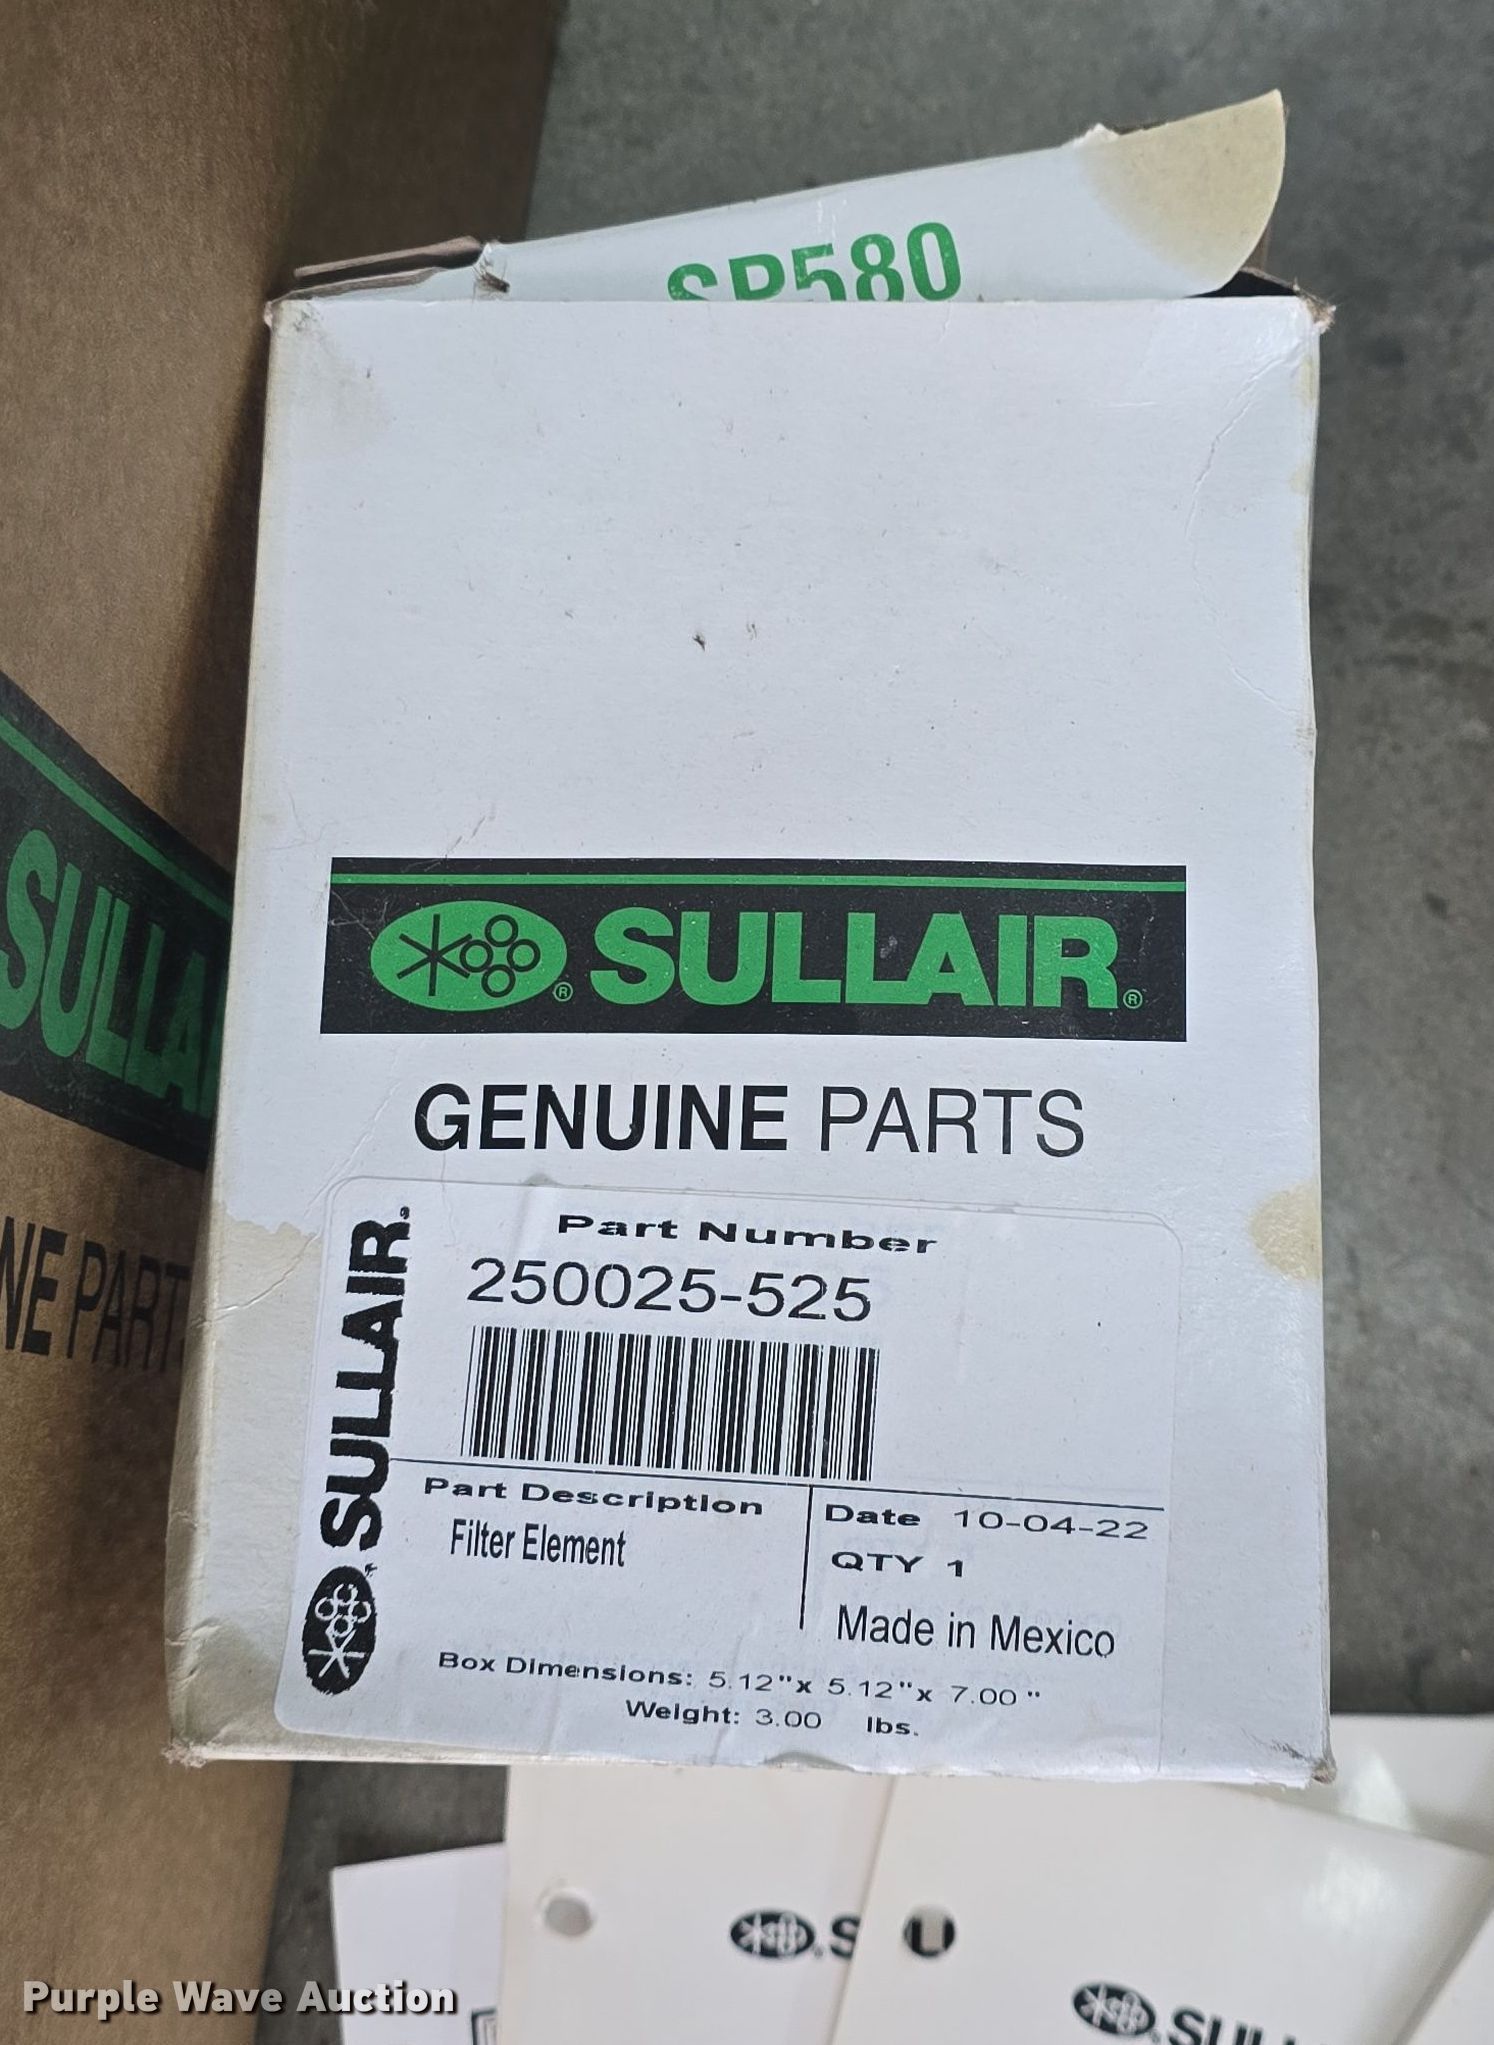 SP580
SULLAIR®
GENUINE PARTS
SULLAIR®
Part Number
250025-525
Part Description
Filter Element
Date 10-04-22
QTY 1
Made in Mexico
Box Dimensions: 5.12"x 5.12"x 7.00 "
Weight: 3.00 lbs.
SULLA
NE PART
S U
SULL
Purple Wave Auction